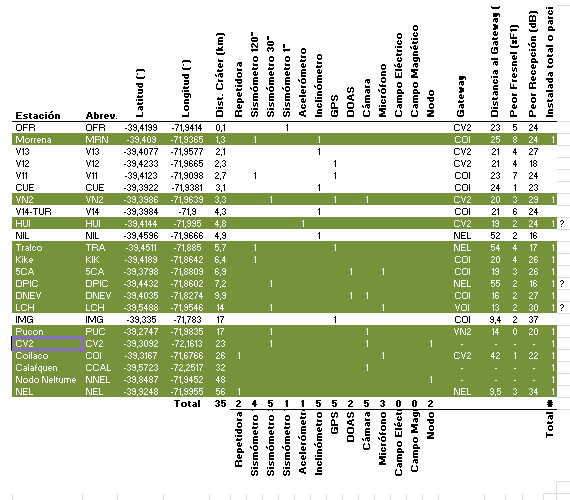 Estación Abrev. Latitud (°) Longitud (°) Dist. Cráter (km) Repetidora Sismómetro 120" Sismómetro 30" Sismómetro 1" Acelerómetro Inclinómetro GPS DOAS Cámara Micrófono Campo Eléctrico Campo Magnético Nodo Gateway Distancia al Gateway ( Peor Fresnel (xF1) Peor Recepción (dB) Instalada total o parci
OFR OFR -39,4199 -71,9414 0,1 1 CV2 23 5 24
Morrena MRN -39,409 -71,9365 1,3 1 1 COI 25 8 24 1
V13 V13 -39,4077 -71,9577 2,1 1 CV2 21 4 27
V12 V12 -39,4233 -71,9665 2,3 1 CV2 21 4 18
V11 V11 -39,4123 -71,9098 2,7 1 1 COI 23 7 24
CUE CUE -39,3922 -71,9381 3,1 1 COI 24 1 23
VN2 VN2 -39,3986 -71,9639 3,3 1 1 1 CV2 20 3 29 1
V14-TUR V14 -39,3984 -71,9 4,3 1 COI 21 6 24
HUI HUI -39,4144 -71,995 4,8 1 CV2 19 2 24 1 ?
NIL NIL -39,4596 -71,9666 4,9 1 NEL 52 2 16
Tralco TRA -39,4511 -71,885 5,7 1 1 NEL 54 4 17 1
Kike KIK -39,4189 -71,8642 6,4 1 COI 20 4 26 1
5CA 5CA -39,3798 -71,8809 6,9 1 1 COI 19 3 26 1
DPIC DPIC -39,4432 -71,8602 7,2 1 NEL 55 2 16 1 ?
DNEV DNEV -39,4035 -71,8274 9,9 1 1 COI 16 2 27 1
LCH LCH -39,5488 -71,9546 14 1 1 VOI 13 2 30 1 ?
IMG IMG -39,335 -71,783 17 1 COI 9,4 2 37
Pucon PUC -39,2747 -71,9835 17 1 1 VN2 14 0 20 1
CV2 CV2 -39,3092 -72,1613 23 1 1 - - - 1
Coilaco COI -39,3167 -71,6766 26 1 1 CV2 42 1 22 1
Calafquen CCAL -39,5723 -72,2517 32 1 - - - 1
Nodo Neltume NNEL -39,8487 -71,9452 48 1 - - - 1
NEL NEL -39,9248 -71,9955 56 1 NEL 9,5 3 34 1
Total 35 2 4 5 1 1 5 5 2 5 3 0 0 2
Repetidora Sismómetro Sismómetro Sismómetro Acelerómetr Inclinómetro GPS DOAS Cámara Micrófono Campo Eléctric Campo Magné Nodo Total #